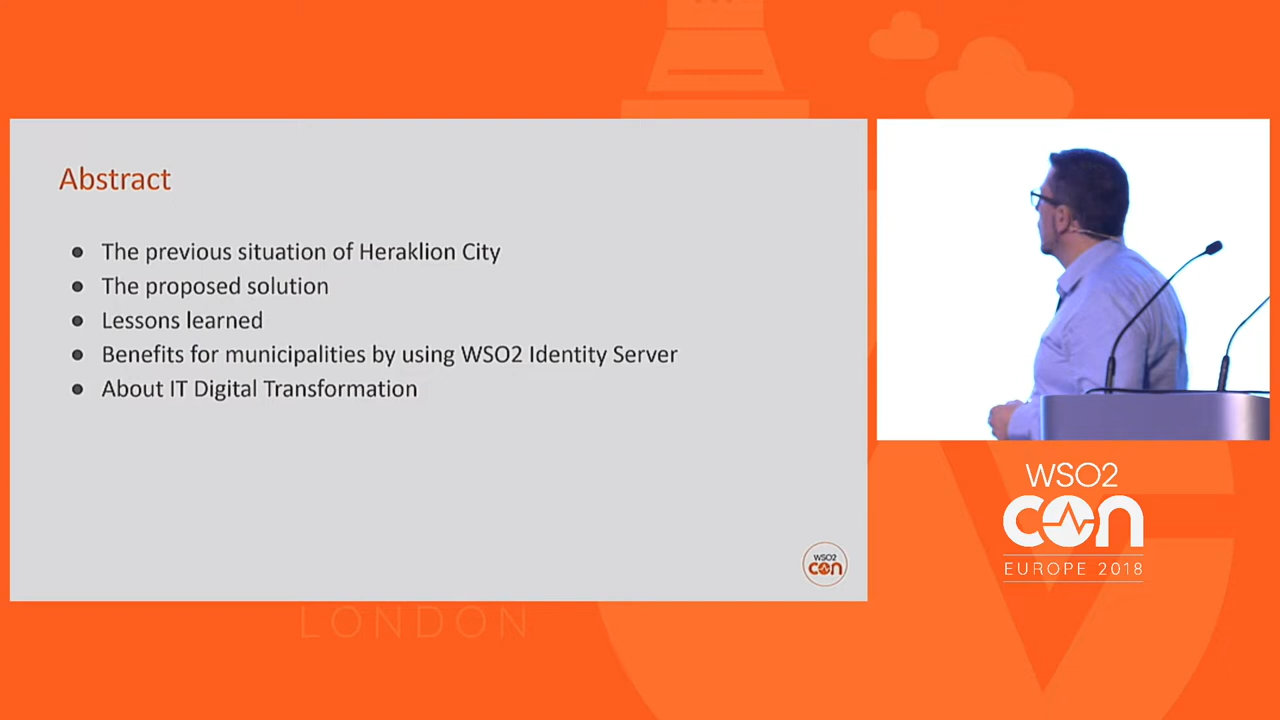 Abstract
● The previous situation of Heraklion City
● The proposed solution
● Lessons learned
● Benefits for municipalities by using WSO2 Identity Server
● About IT Digital Transformation
WSO2
con
WSO2
con
EUROPE 2018
LONDON